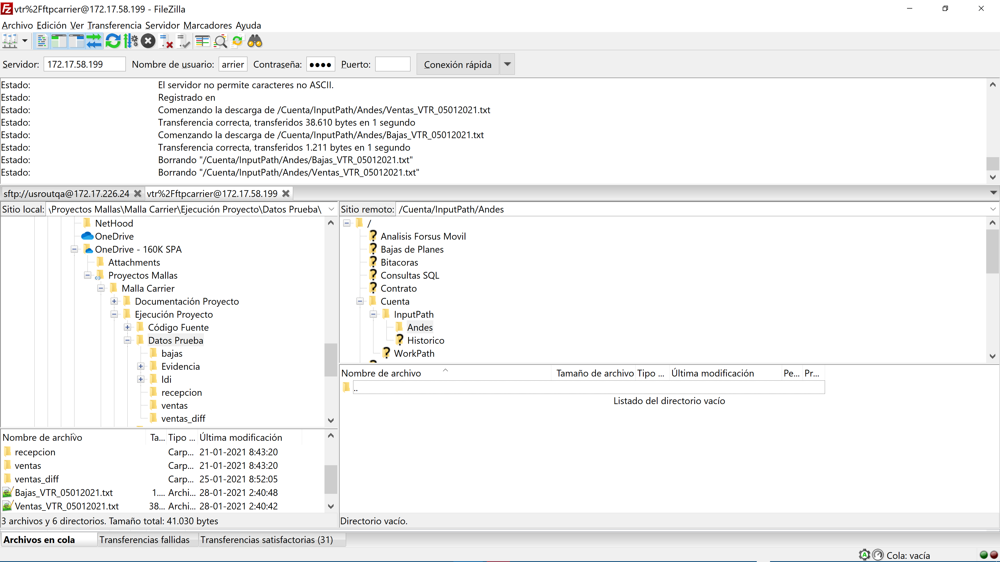 vtr%2Fftpcarrier@172.17.58.199 - FileZilla
Archivo Edición Ver Transferencia Servidor Marcadores Ayuda
Servidor: 172.17.58.199 Nombre de usuario: arrier Contraseña: ●●●● Puerto: Conexión rápida
Estado: El servidor no permite caracteres no ASCII.
Estado: Registrado en
Estado: Comenzando la descarga de /Cuenta/InputPath/Andes/Ventas_VTR_05012021.txt
Estado: Transferencia correcta, transferidos 38.610 bytes en 1 segundo
Estado: Comenzando la descarga de /Cuenta/InputPath/Andes/Bajas_VTR_05012021.txt
Estado: Transferencia correcta, transferidos 1.211 bytes en 1 segundo
Estado: Borrando "/Cuenta/InputPath/Andes/Bajas_VTR_05012021.txt"
Estado: Borrando "/Cuenta/InputPath/Andes/Ventas_VTR_05012021.txt"
sftp://usroutqa@172.17.226.24 vtr%2Fftpcarrier@172.17.58.199
Sitio local: \Proyectos Mallas\Malla Carrier\Ejecución Proyecto\Datos Prueba\
NetHood
OneDrive
OneDrive - 160K SPA
Attachments
Proyectos Mallas
Malla Carrier
Documentación Proyecto
Ejecución Proyecto
Código Fuente
Datos Prueba
bajas
Evidencia
ldi
recepcion
ventas
ventas_diff
Nombre de archivo Ta... Tipo ... Última modificación
recepcion Carp... 21-01-2021 8:43:20
ventas Carp... 21-01-2021 8:43:20
ventas_diff Carp... 25-01-2021 8:52:05
Bajas_VTR_05012021.txt 1.... Archi... 28-01-2021 2:40:48
Ventas_VTR_05012021.txt 38... Archi... 28-01-2021 2:40:42
3 archivos y 6 directorios. Tamaño total: 41.030 bytes
Sitio remoto: /Cuenta/InputPath/Andes
/
Analisis Forsus Movil
Bajas de Planes
Bitacoras
Consultas SQL
Contrato
Cuenta
InputPath
Andes
Historico
WorkPath
Nombre de archivo Tamaño de archivo Tipo ... Última modificación Pe... Pr...
..
Listado del directorio vacío
Directorio vacío.
Archivos en cola Transferencias fallidas Transferencias satisfactorias (31)
Cola: vacía